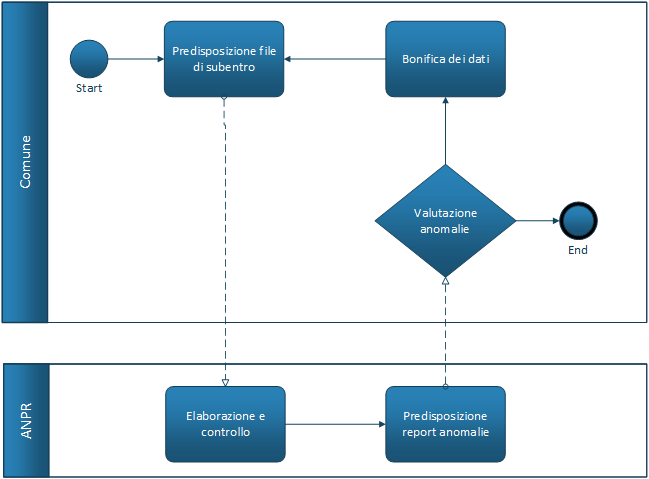 Comune
Start
Predisposizione file
di subentro
Bonifica dei dati
Valutazione
anomalie
End
ANPR
Elaborazione e
controllo
Predisposizione
report anomalie